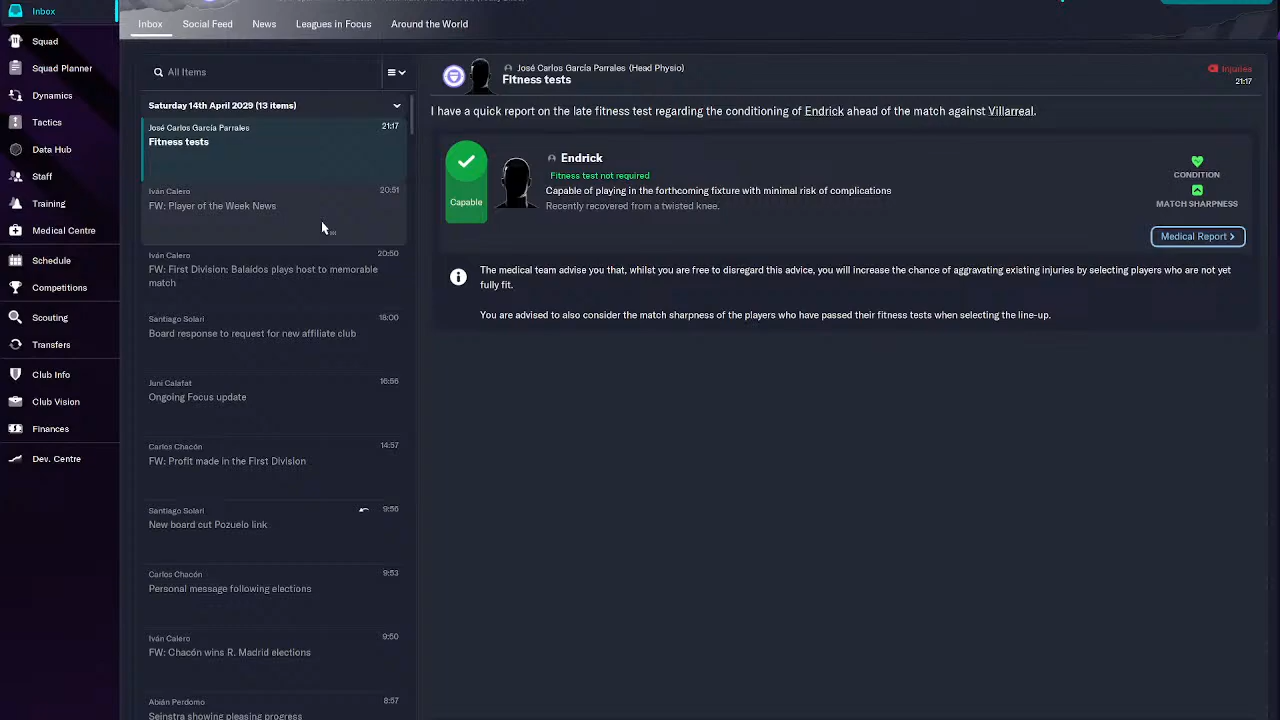 Inbox
Squad
Squad Planner
Dynamics
Tactics
Data Hub
Staff
Training
Medical Centre
Schedule
Competitions
Scouting
Transfers
Club Info
Club Vision
Finances
Dev. Centre
Inbox
Social Feed
News
Leagues in Focus
Around the World
All Items
Saturday 14th April 2029 (13 items)
José Carlos García Parrales
21:17
Fitness tests
Iván Calero
20:51
FW: Player of the Week News
Iván Calero
20:50
FW: First Division: Balaídos plays host to memorable
match
Santiago Solari
18:00
Board response to request for new affiliate club
Juni Calafat
16:56
Ongoing Focus update
Carlos Chacón
14:57
FW: Profit made in the First Division
Santiago Solari
9:56
New board cut Pozuelo link
Carlos Chacón
9:53
Personal message following elections
Iván Calero
9:50
FW: Chacón wins R. Madrid elections
Abián Perdomo
8:57
Seinstra showing pleasing progress
José Carlos García Parrales (Head Physio)
Fitness tests
Injuries
21:17
I have a quick report on the late fitness test regarding the conditioning of Endrick ahead of the match against Villarreal.
Capable
Endrick
Fitness test not required
Capable of playing in the forthcoming fixture with minimal risk of complications
Recently recovered from a twisted knee.
CONDITION
MATCH SHARPNESS
Medical Report
The medical team advise you that, whilst you are free to disregard this advice, you will increase the chance of aggravating existing injuries by selecting players who are not yet
fully fit.
You are advised to also consider the match sharpness of the players who have passed their fitness tests when selecting the line-up.